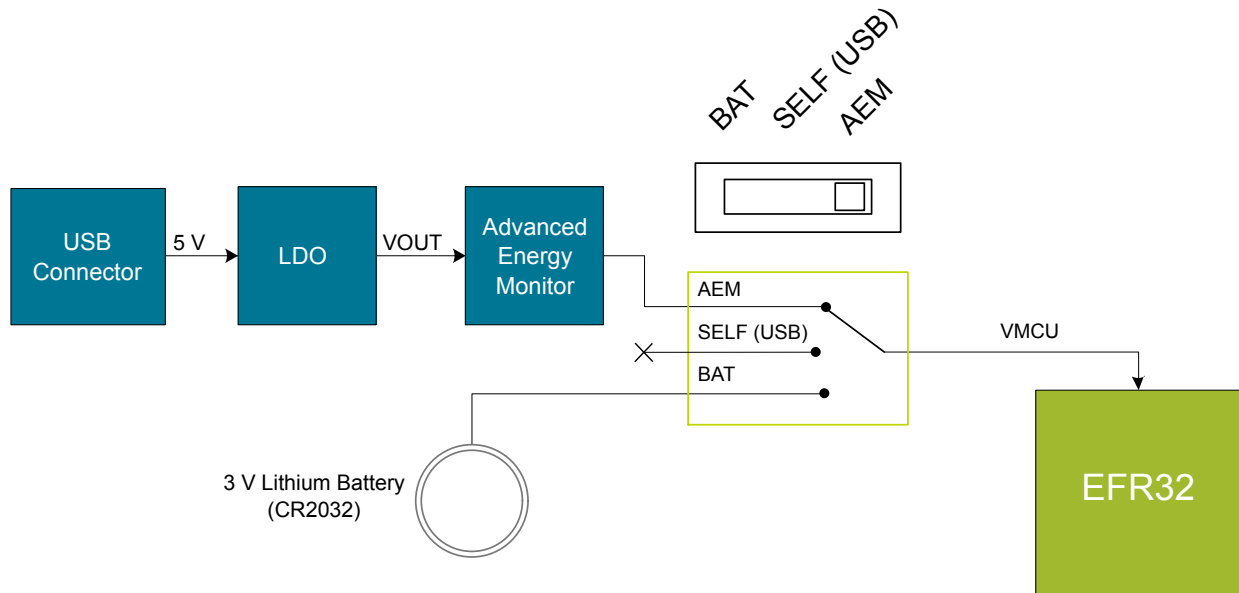 BAT
SELF (USB)
AEM
USB
Connector
5 V
LDO
VOUT
Advanced
Energy
Monitor
AEM
SELF (USB)
BAT
VMCU
3 V Lithium Battery
(CR2032)
EFR32